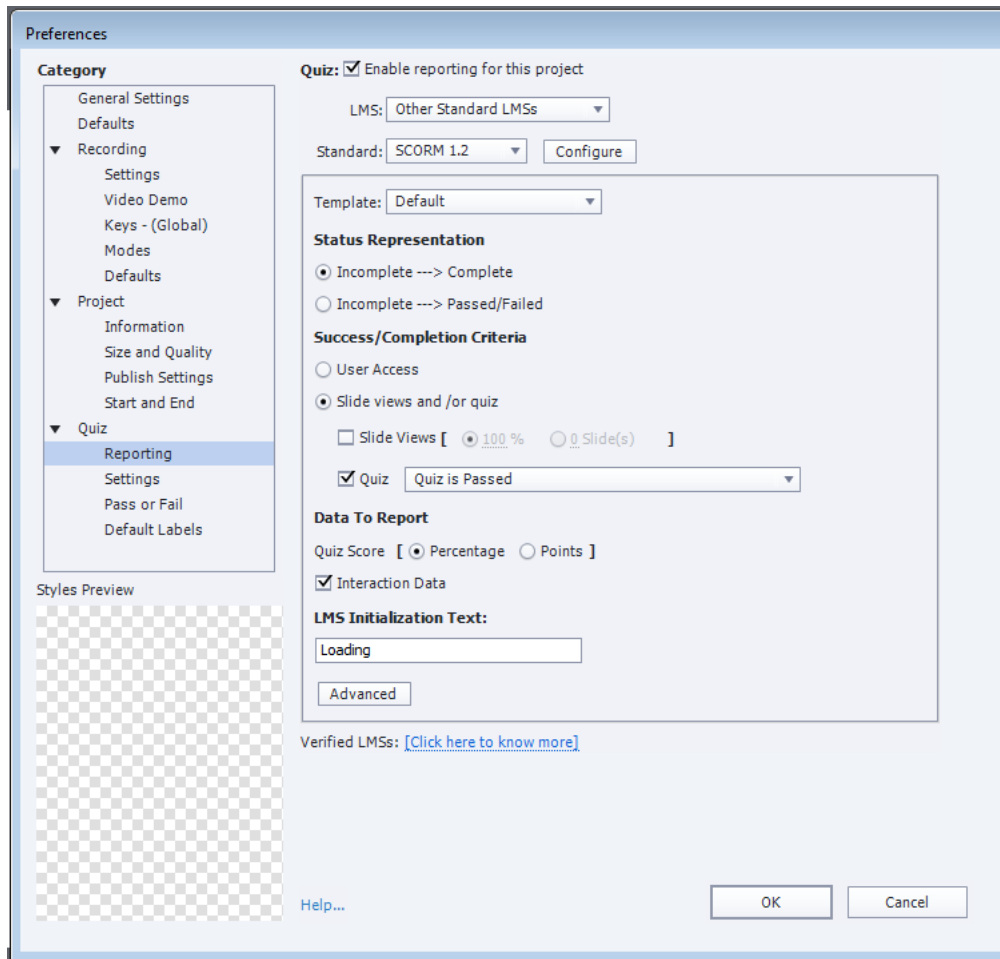 Preferences
Category
General Settings
Defaults
Recording
Settings
Video Demo
Keys - (Global)
Modes
Defaults
Project
Information
Size and Quality
Publish Settings
Start and End
Quiz
Reporting
Settings
Pass or Fail
Default Labels
Styles Preview
Quiz: Enable reporting for this project
LMS: Other Standard LMSs
Standard: SCORM 1.2 Configure
Template: Default
Status Representation
Incomplete ---> Complete
Incomplete ---> Passed/Failed
Success/Completion Criteria
User Access
Slide views and /or quiz
Slide Views [ 100 % 0 Slide(s) ]
Quiz Quiz is Passed
Data To Report
Quiz Score [ Percentage Points ]
Interaction Data
LMS Initialization Text:
Loading
Advanced
Verified LMSs: [Click here to know more]
Help... OK Cancel